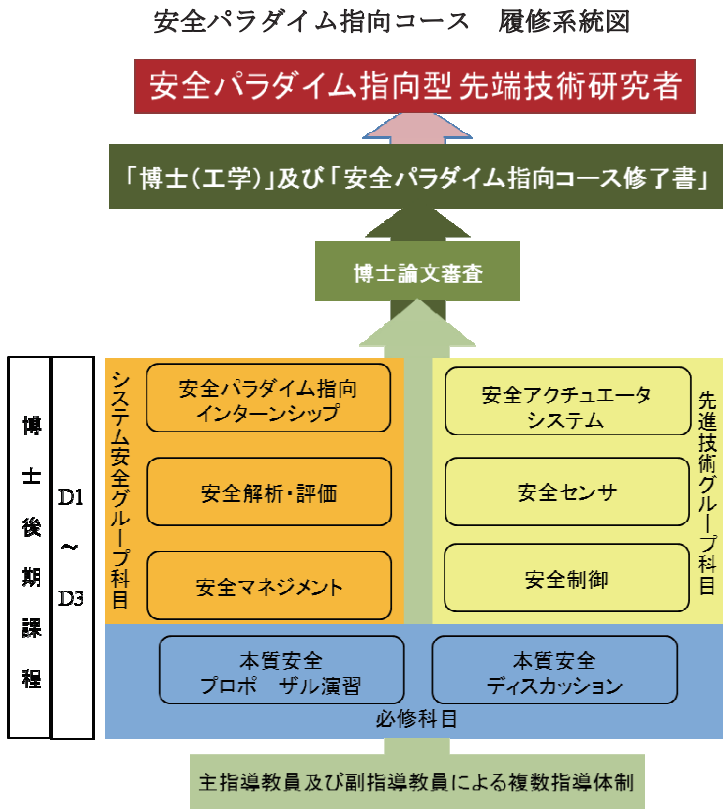 安全パラダイム指向コース　履修系統図
安全パラダイム指向型 先端技術研究者
「博士(工学)」及び「安全パラダイム指向コース修了書」
博士論文審査
博士後期課程
D1
～
D3
システム安全グループ科目
安全パラダイム指向
インターンシップ
安全解析・評価
安全マネジメント
安全アクチュエータ
システム
安全センサ
安全制御
先進技術グループ科目
本質安全
プロポ　ザル演習
本質安全
ディスカッション
必修科目
主指導教員及び副指導教員による複数指導体制